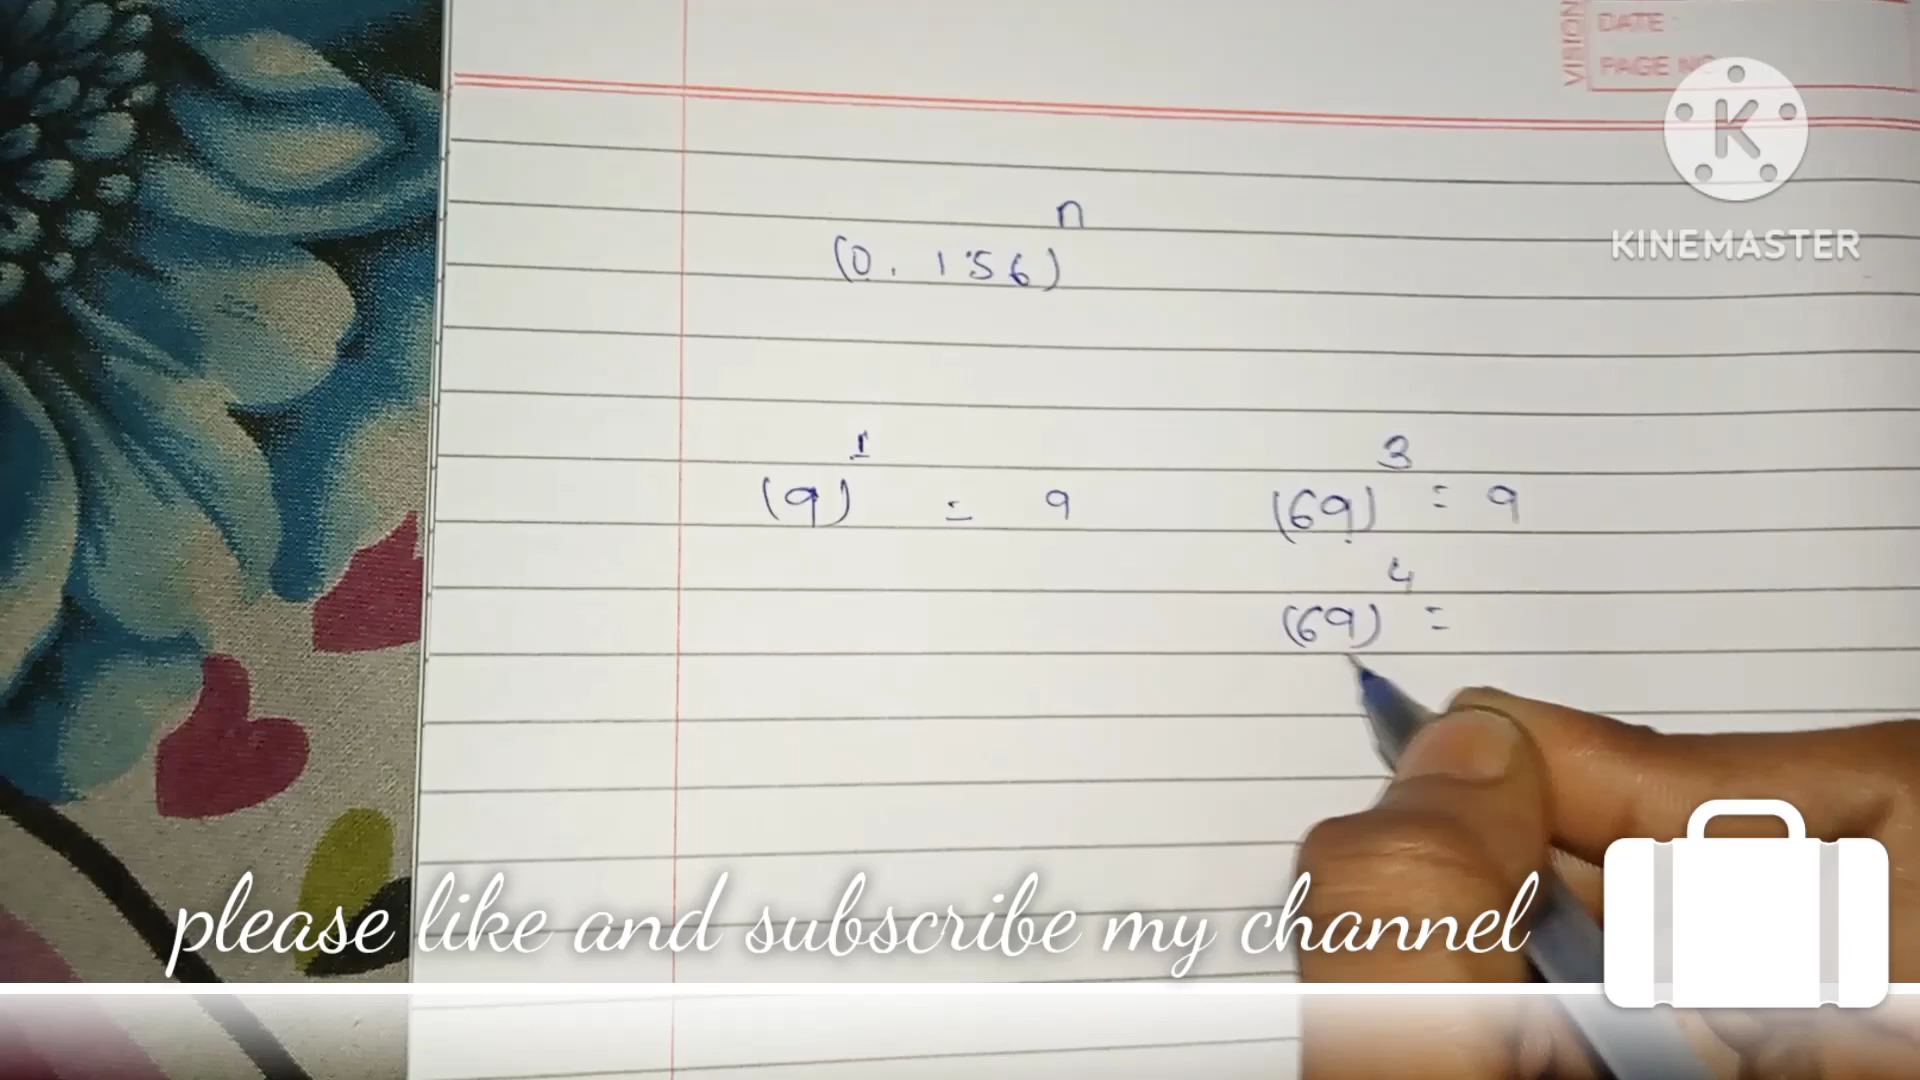 VISION
DATE :
PAGE NO
K
KINEMASTER
(0.156)ⁿ
(9)¹ = 9
(69)³ = 9
(69)⁴ =
please like and subscribe my channel